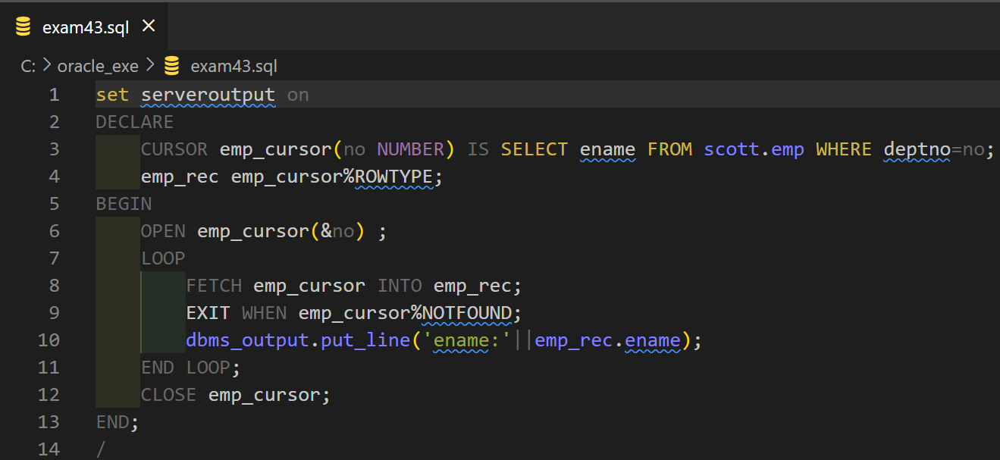 exam43.sql ×
C: > oracle_exe > exam43.sql
1 set serveroutput on
2 DECLARE
3     CURSOR emp_cursor(no NUMBER) IS SELECT ename FROM scott.emp WHERE deptno=no;
4     emp_rec emp_cursor%ROWTYPE;
5 BEGIN
6     OPEN emp_cursor(&no) ;
7     LOOP
8         FETCH emp_cursor INTO emp_rec;
9         EXIT WHEN emp_cursor%NOTFOUND;
10         dbms_output.put_line('ename:'||emp_rec.ename);
11     END LOOP;
12     CLOSE emp_cursor;
13 END;
14 /